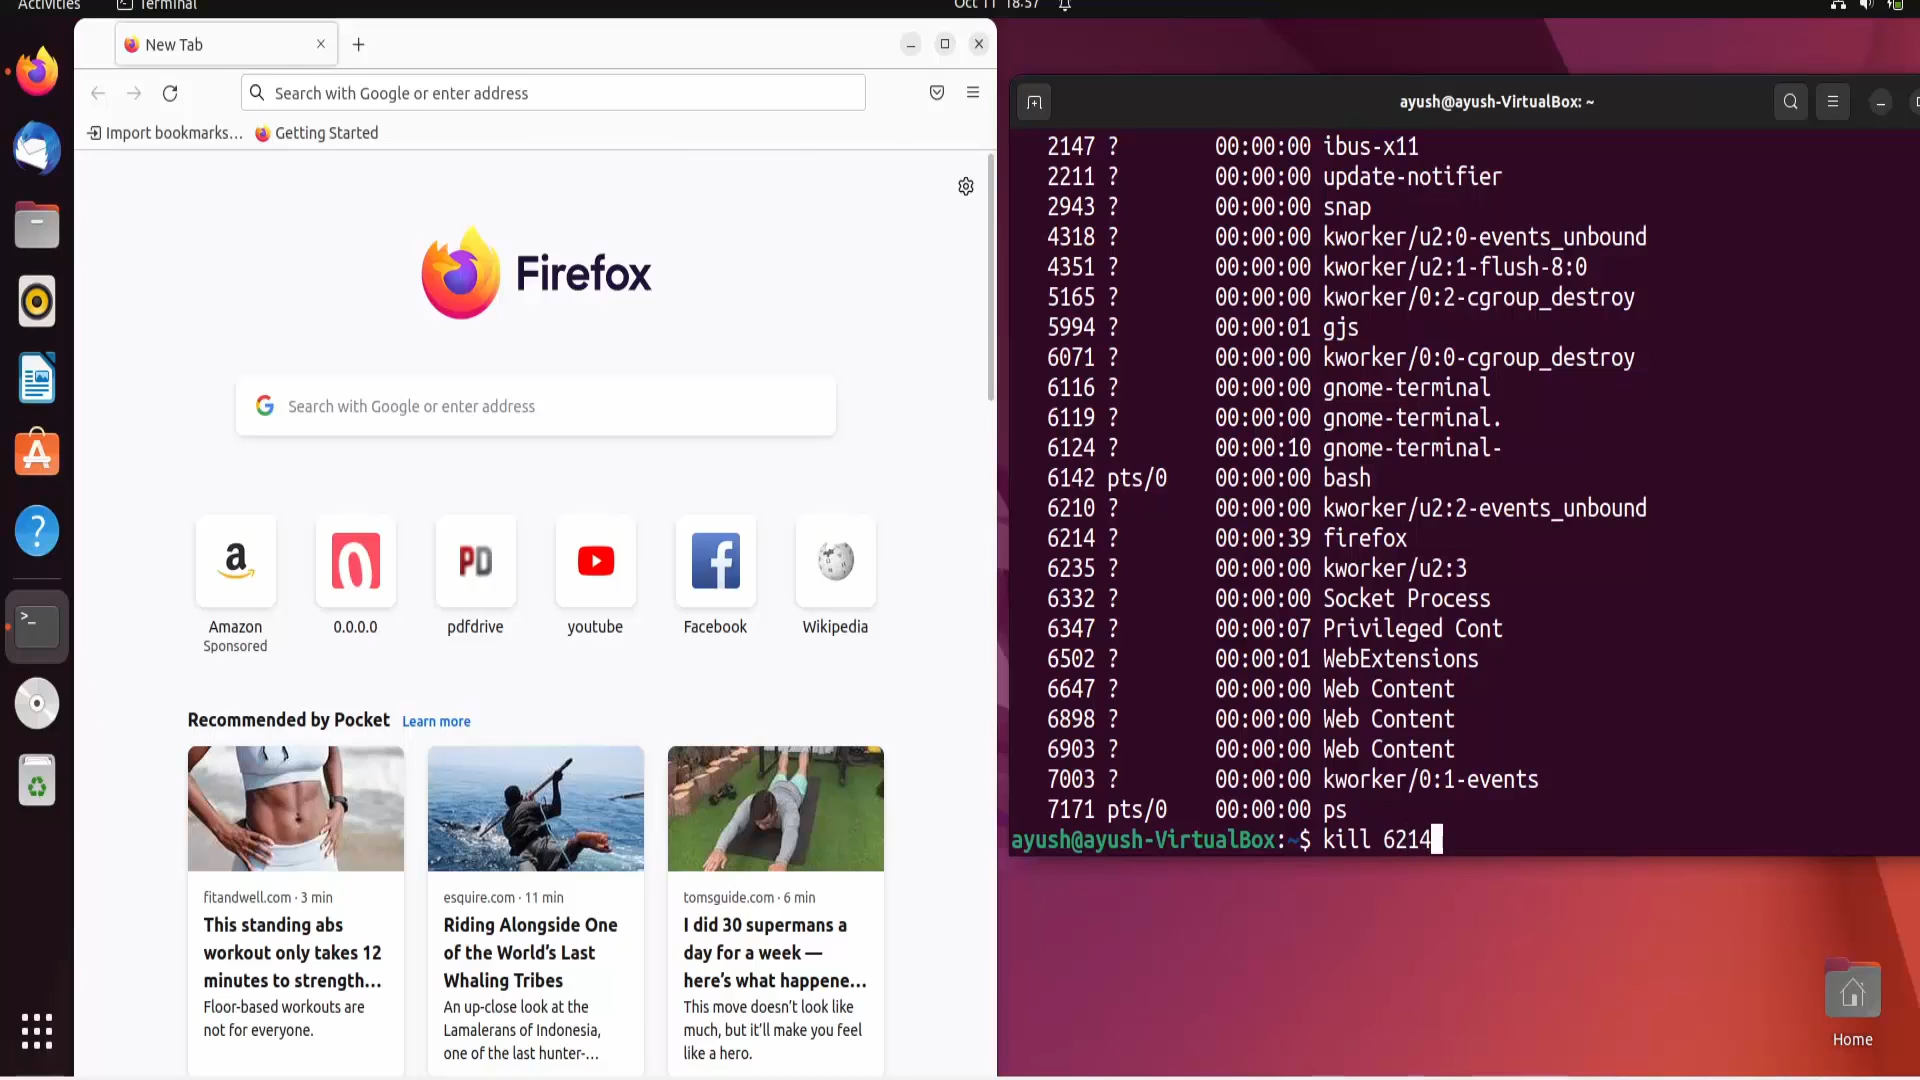 Activities
Terminal
Oct 11 18:57
New Tab
Search with Google or enter address
Import bookmarks...
Getting Started
Firefox
Search with Google or enter address
Amazon
Sponsored
0.0.0.0
pdfdrive
youtube
Facebook
Wikipedia
Recommended by Pocket Learn more
fitandwell.com · 3 min
This standing abs
workout only takes 12
minutes to strength...
Floor-based workouts are
not for everyone.
esquire.com · 11 min
Riding Alongside One
of the World's Last
Whaling Tribes
An up-close look at the
Lamalerans of Indonesia,
one of the last hunter-...
tomsguide.com · 6 min
I did 30 supermans a
day for a week —
here's what happene...
This move doesn't look like
much, but it'll make you feel
like a hero.
ayush@ayush-VirtualBox: ~
2147 ? 00:00:00 ibus-x11
2211 ? 00:00:00 update-notifier
2943 ? 00:00:00 snap
4318 ? 00:00:00 kworker/u2:0-events_unbound
4351 ? 00:00:00 kworker/u2:1-flush-8:0
5165 ? 00:00:00 kworker/0:2-cgroup_destroy
5994 ? 00:00:01 gjs
6071 ? 00:00:00 kworker/0:0-cgroup_destroy
6116 ? 00:00:00 gnome-terminal
6119 ? 00:00:00 gnome-terminal.
6124 ? 00:00:10 gnome-terminal-
6142 pts/0 00:00:00 bash
6210 ? 00:00:00 kworker/u2:2-events_unbound
6214 ? 00:00:39 firefox
6235 ? 00:00:00 kworker/u2:3
6332 ? 00:00:00 Socket Process
6347 ? 00:00:07 Privileged Cont
6502 ? 00:00:01 WebExtensions
6647 ? 00:00:00 Web Content
6898 ? 00:00:00 Web Content
6903 ? 00:00:00 Web Content
7003 ? 00:00:00 kworker/0:1-events
7171 pts/0 00:00:00 ps
ayush@ayush-VirtualBox:~$ kill 6214
Home